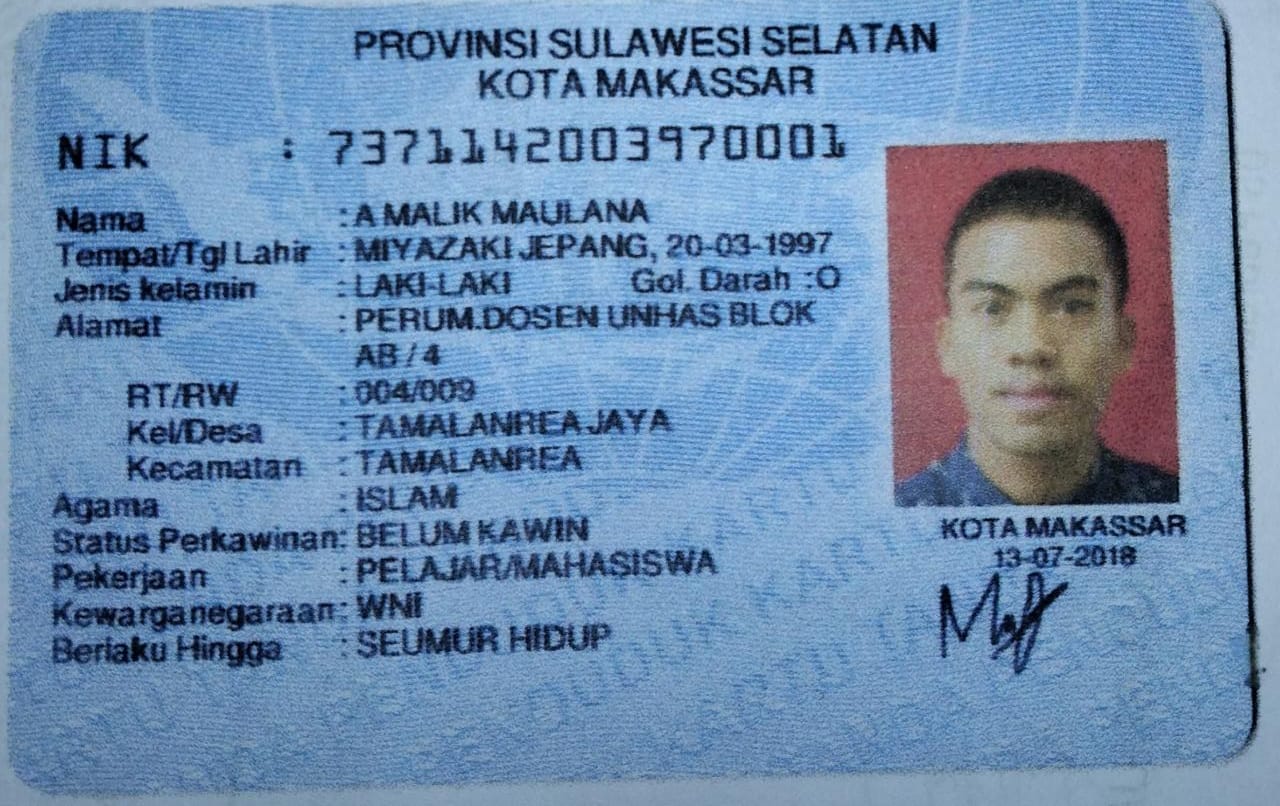 PROVINSI SULAWESI SELATAN
KOTA MAKASSAR
NIK : 7371142003970001
Nama : A MALIK MAULANA
Tempat/Tgl Lahir : MIYAZAKI JEPANG, 20-03-1997
Jenis kelamin : LAKI-LAKI Gol. Darah :O
Alamat : PERUM.DOSEN UNHAS BLOK
AB / 4
RT/RW : 004/009
Kel/Desa : TAMALANREA JAYA
Kecamatan : TAMALANREA
Agama : ISLAM
Status Perkawinan: BELUM KAWIN
Pekerjaan : PELAJAR/MAHASISWA
Kewarganegaraan: WNI
Berlaku Hingga : SEUMUR HIDUP
KOTA MAKASSAR
13-07-2018